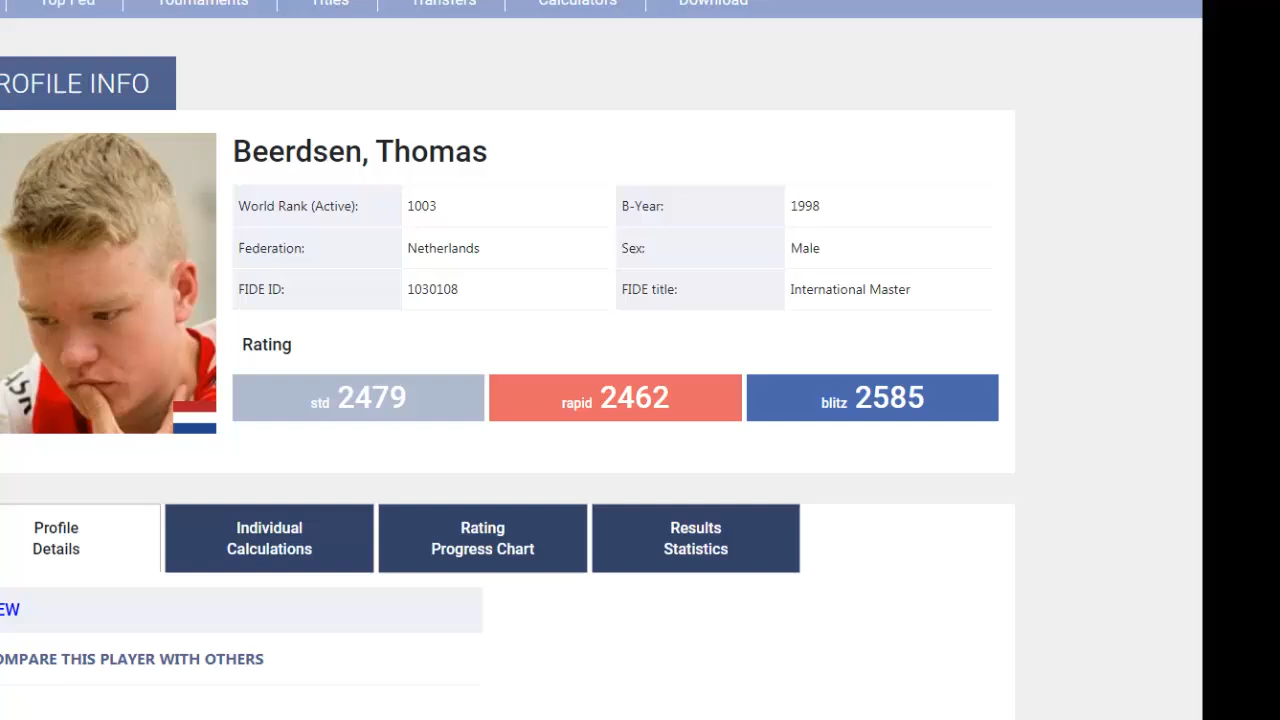 Top Fed Tournaments Titles Transfers Calculators Download
ROFILE INFO
Beerdsen, Thomas
World Rank (Active): 1003 B-Year: 1998
Federation: Netherlands Sex: Male
FIDE ID: 1030108 FIDE title: International Master
Rating
std 2479 rapid 2462 blitz 2585
Profile Details
Individual Calculations
Rating Progress Chart
Results Statistics
EW
OMPARE THIS PLAYER WITH OTHERS